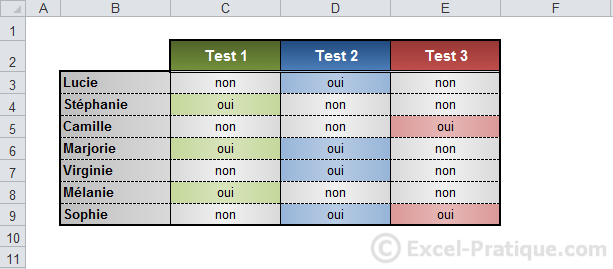 A B C D E F
1
2 Test 1 Test 2 Test 3
3 Lucie non oui non
4 Stéphanie oui non non
5 Camille non non oui
6 Marjorie oui oui non
7 Virginie non oui non
8 Mélanie oui non non
9 Sophie non oui oui
10
© Excel-Pratique.com
11